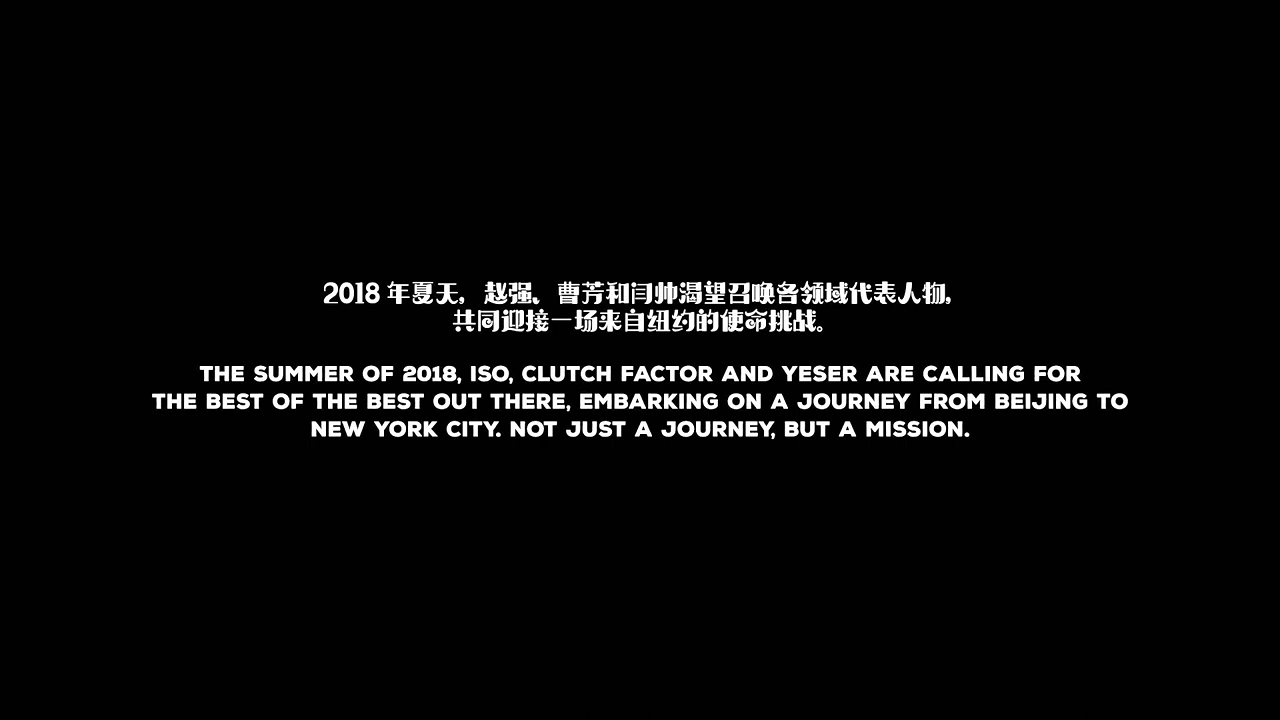 2018 年夏天，赵强、曹芳和闫帅渴望召唤各领域代表人物，
共同迎接一场来自纽约的使命挑战。
THE SUMMER OF 2018, ISO, CLUTCH FACTOR AND YESER ARE CALLING FOR
THE BEST OF THE BEST OUT THERE, EMBARKING ON A JOURNEY FROM BEIJING TO
NEW YORK CITY. NOT JUST A JOURNEY, BUT A MISSION.